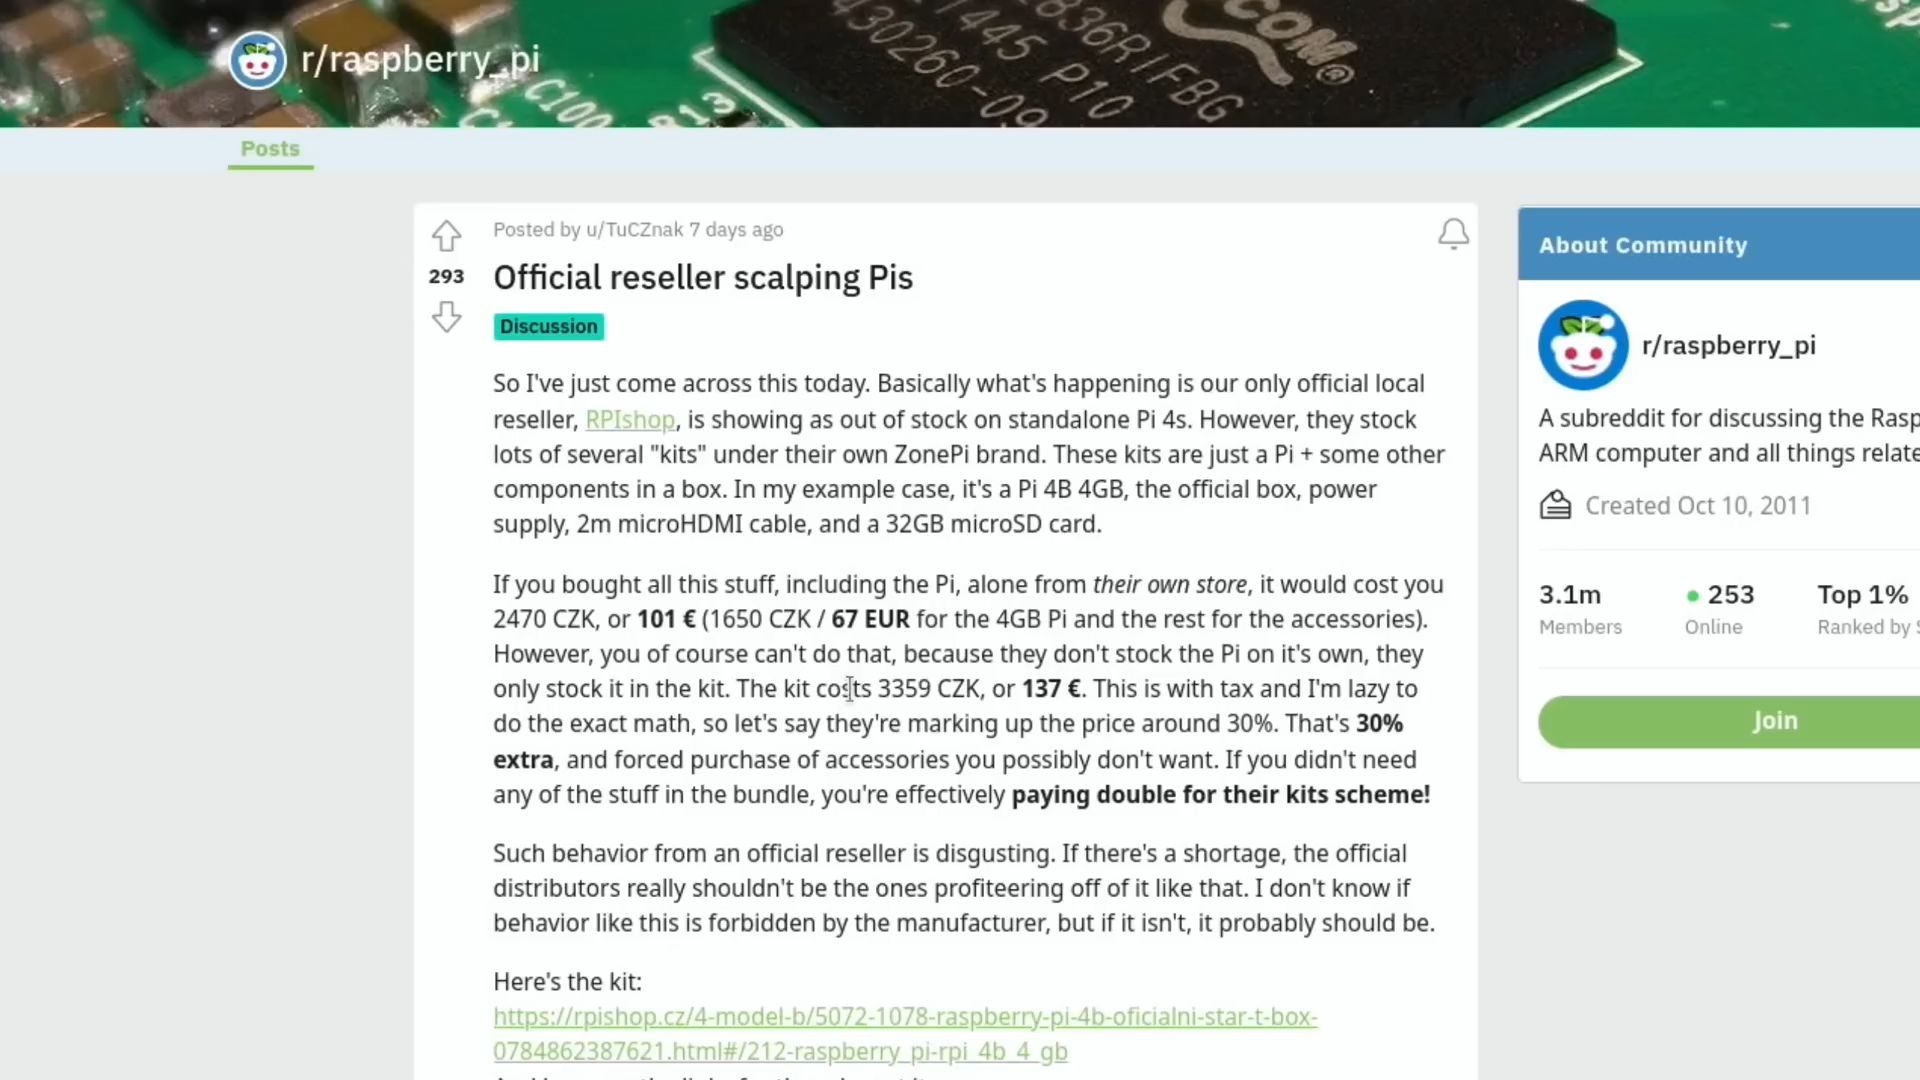 r/raspberry_pi
COM®
836R1FBG
1445 P10
430260-09
C100
Posts
Posted by u/TuCZnak 7 days ago
293
Official reseller scalping Pis
Discussion
So I've just come across this today. Basically what's happening is our only official local
reseller, RPIshop, is showing as out of stock on standalone Pi 4s. However, they stock
lots of several "kits" under their own ZonePi brand. These kits are just a Pi + some other
components in a box. In my example case, it's a Pi 4B 4GB, the official box, power
supply, 2m microHDMI cable, and a 32GB microSD card.
If you bought all this stuff, including the Pi, alone from their own store, it would cost you
2470 CZK, or 101 € (1650 CZK / 67 EUR for the 4GB Pi and the rest for the accessories).
However, you of course can't do that, because they don't stock the Pi on it's own, they
only stock it in the kit. The kit costs 3359 CZK, or 137 €. This is with tax and I'm lazy to
do the exact math, so let's say they're marking up the price around 30%. That's 30%
extra, and forced purchase of accessories you possibly don't want. If you didn't need
any of the stuff in the bundle, you're effectively paying double for their kits scheme!
Such behavior from an official reseller is disgusting. If there's a shortage, the official
distributors really shouldn't be the ones profiteering off of it like that. I don't know if
behavior like this is forbidden by the manufacturer, but if it isn't, it probably should be.
Here's the kit:
https://rpishop.cz/4-model-b/5072-1078-raspberry-pi-4b-oficialni-star-t-box-
0784862387621.html#/212-raspberry_pi-rpi_4b_4_gb
About Community
r/raspberry_pi
A subreddit for discussing the Rasp
ARM computer and all things relate
Created Oct 10, 2011
3.1m
Members
253
Online
Top 1%
Ranked by S
Join